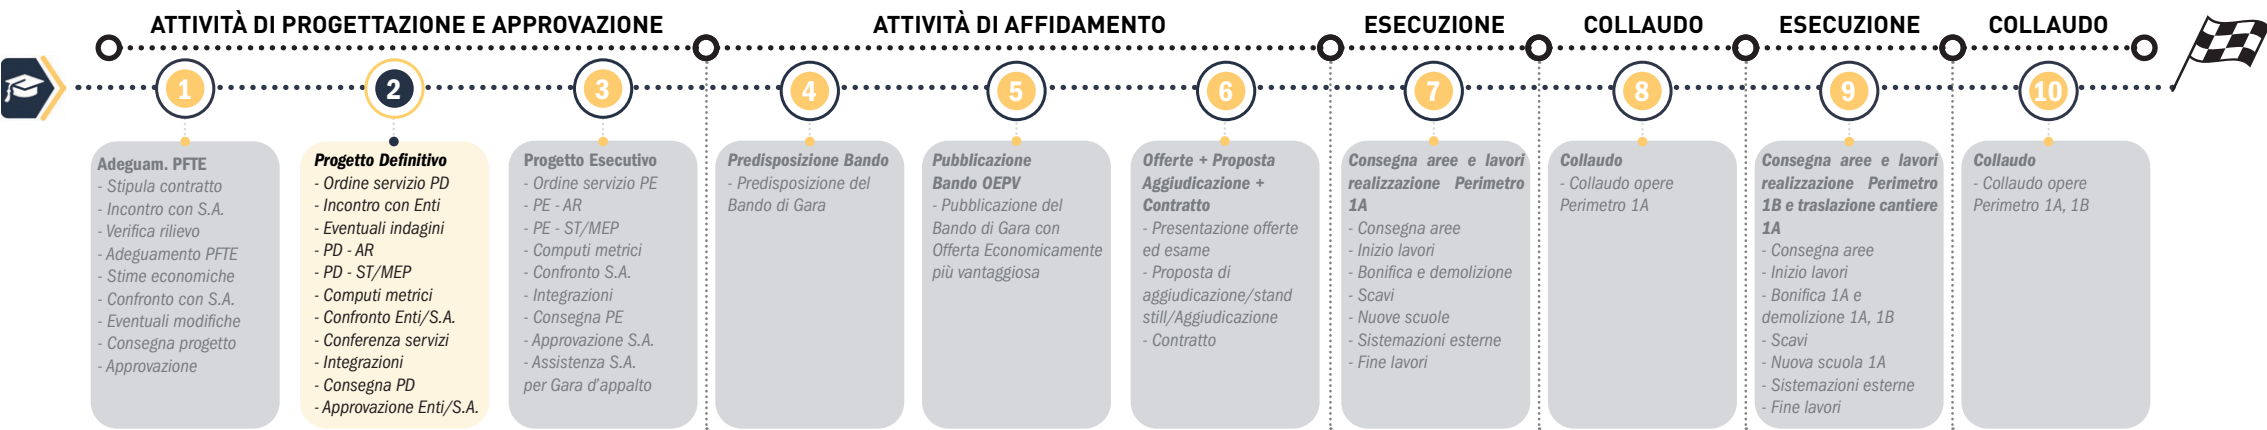 ATTIVITÀ DI PROGETTAZIONE E APPROVAZIONE
ATTIVITÀ DI AFFIDAMENTO
ESECUZIONE
COLLAUDO
ESECUZIONE
COLLAUDO
1
2
3
4
5
6
7
8
9
10
Adeguam. PFTE
- Stipula contratto
- Incontro con S.A.
- Verifica rilievo
- Adeguamento PFTE
- Stime economiche
- Confronto con S.A.
- Eventuali modifiche
- Consegna progetto
- Approvazione
Progetto Definitivo
- Ordine servizio PD
- Incontro con Enti
- Eventuali indagini
- PD - AR
- PD - ST/MEP
- Computi metrici
- Confronto Enti/S.A.
- Conferenza servizi
- Integrazioni
- Consegna PD
- Approvazione Enti/S.A.
Progetto Esecutivo
- Ordine servizio PE
- PE - AR
- PE - ST/MEP
- Computi metrici
- Confronto S.A.
- Integrazioni
- Consegna PE
- Approvazione S.A.
- Assistenza S.A.
per Gara d'appalto
Predisposizione Bando
- Predisposizione del
Bando di Gara
Pubblicazione
Bando OEPV
- Pubblicazione del
Bando di Gara con
Offerta Economicamente
più vantaggiosa
Offerte + Proposta
Aggiudicazione +
Contratto
- Presentazione offerte
ed esame
- Proposta di
aggiudicazione/stand
still/Aggiudicazione
- Contratto
Consegna aree e lavori
realizzazione Perimetro
1A
- Consegna aree
- Inizio lavori
- Bonifica e demolizione
- Scavi
- Nuove scuole
- Sistemazioni esterne
- Fine lavori
Collaudo
- Collaudo opere
Perimetro 1A
Consegna aree e lavori
realizzazione Perimetro
1B e traslazione cantiere
1A
- Consegna aree
- Inizio lavori
- Bonifica 1A e
demolizione 1A, 1B
- Scavi
- Nuova scuola 1A
- Sistemazioni esterne
- Fine lavori
Collaudo
- Collaudo opere
Perimetro 1A, 1B